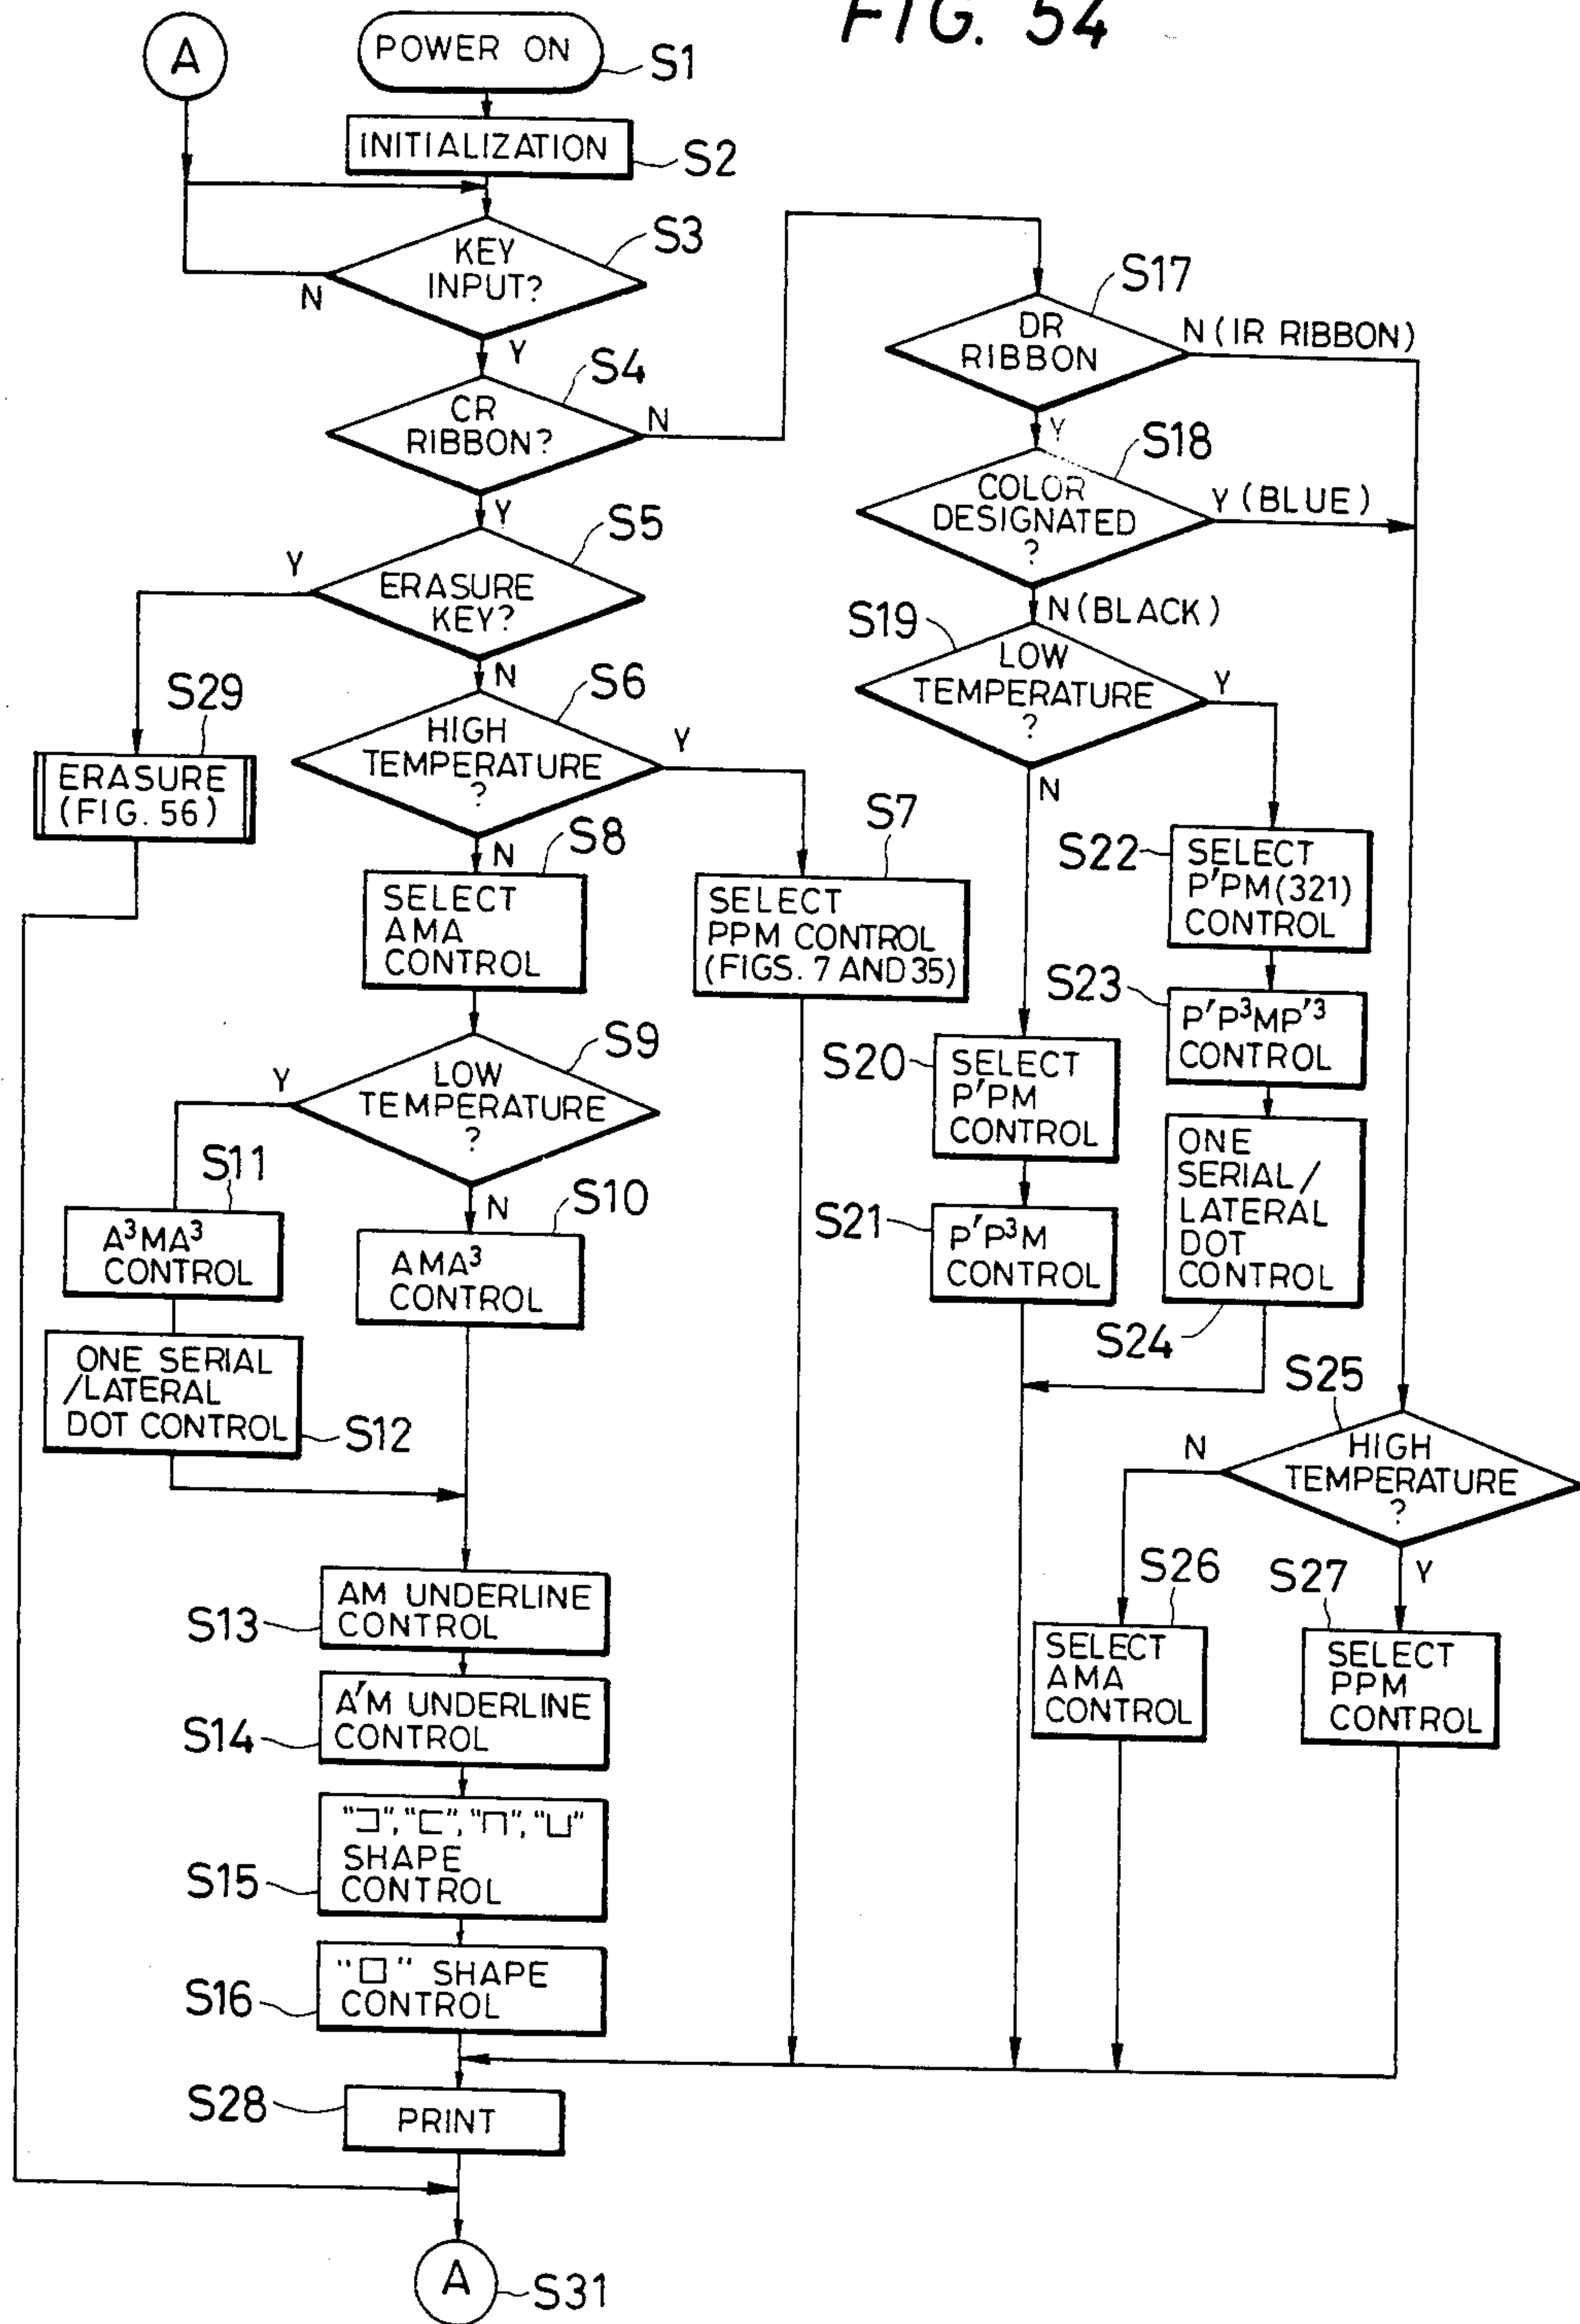 FIG. 54
A
POWER ON
S1
INITIALIZATION
S2
KEY
INPUT?
S3
N
Y
CR
RIBBON?
S4
N
Y
ERASURE
KEY?
S5
Y
N
S29
ERASURE
(FIG. 56)
HIGH
TEMPERATURE
?
S6
Y
N
S7
SELECT
PPM CONTROL
(FIGS. 7 AND 35)
S8
SELECT
AMA
CONTROL
S9
LOW
TEMPERATURE
?
Y
N
S11
A³MA³
CONTROL
S10
AMA³
CONTROL
ONE SERIAL
/LATERAL
DOT CONTROL
S12
S13
AM UNDERLINE
CONTROL
S14
A'M UNDERLINE
CONTROL
S15
"コ", "⊏", "⊓", "⊔"
SHAPE
CONTROL
S16
"□" SHAPE
CONTROL
S28
PRINT
A
S31
S17
DR
RIBBON
N (IR RIBBON)
Y
S18
COLOR
DESIGNATED
?
Y (BLUE)
N (BLACK)
S19
LOW
TEMPERATURE
?
Y
N
S22
SELECT
P'PM(321)
CONTROL
S23
P'P³MP'³
CONTROL
S20
SELECT
P'PM
CONTROL
ONE
SERIAL/
LATERAL
DOT
CONTROL
S24
S21
P'P³M
CONTROL
S25
HIGH
TEMPERATURE
?
N
Y
S26
SELECT
AMA
CONTROL
S27
SELECT
PPM
CONTROL